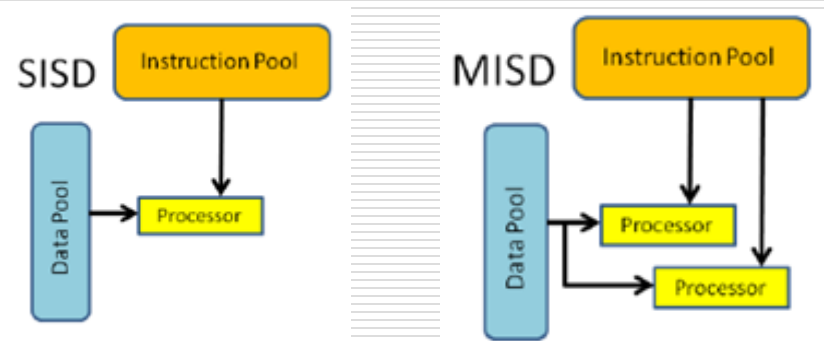 SISD
Instruction Pool
Data Pool
Processor
MISD
Instruction Pool
Data Pool
Processor
Processor